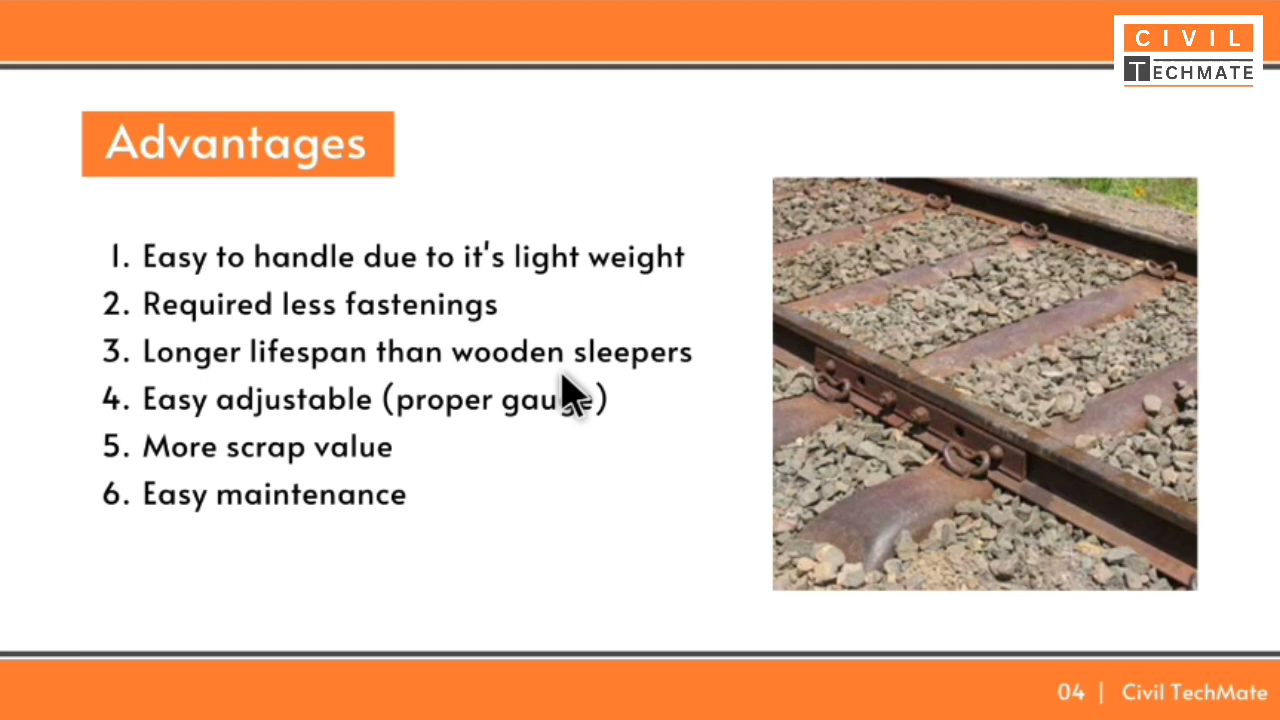 CIVIL
TECHMATE
Advantages
1. Easy to handle due to it's light weight
2. Required less fastenings
3. Longer lifespan than wooden sleepers
4. Easy adjustable (proper gauge)
5. More scrap value
6. Easy maintenance
04 | Civil TechMate